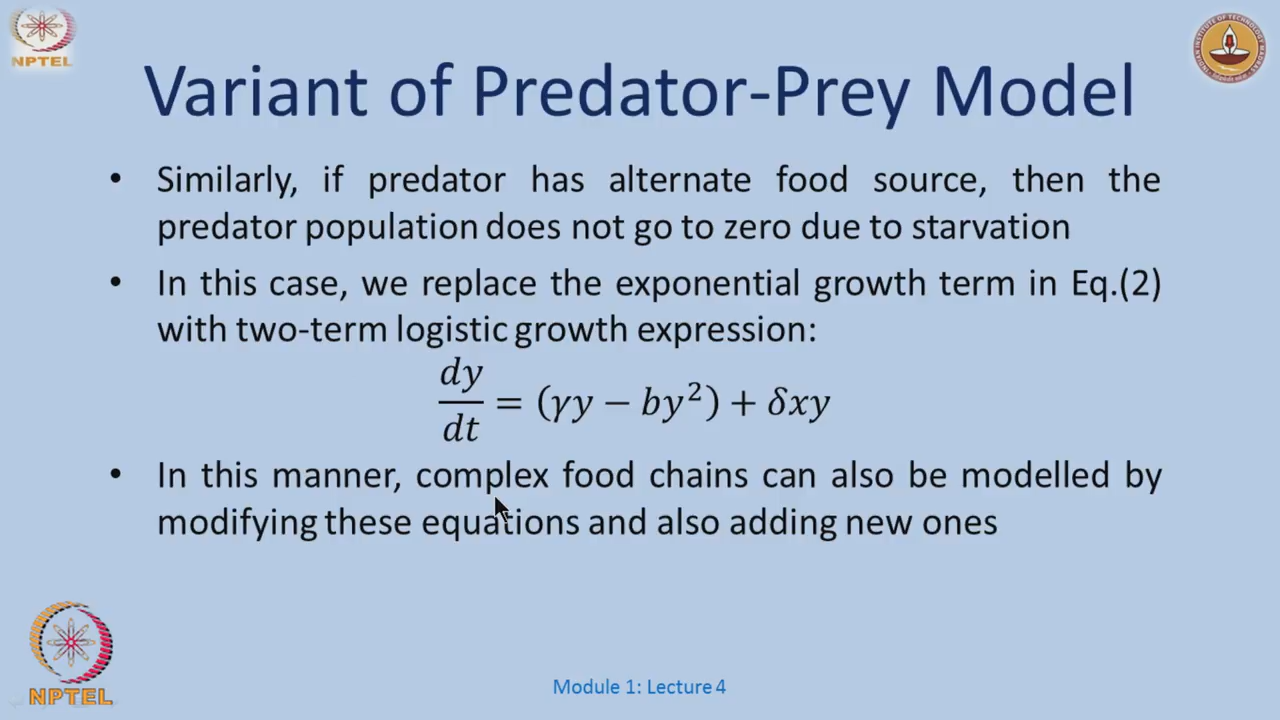 NPTEL
Variant of Predator-Prey Model
• Similarly, if predator has alternate food source, then the
predator population does not go to zero due to starvation
• In this case, we replace the exponential growth term in Eq.(2)
with two-term logistic growth expression:
dy/dt = (γy − by²) + δxy
• In this manner, complex food chains can also be modelled by
modifying these equations and also adding new ones
NPTEL
Module 1: Lecture 4